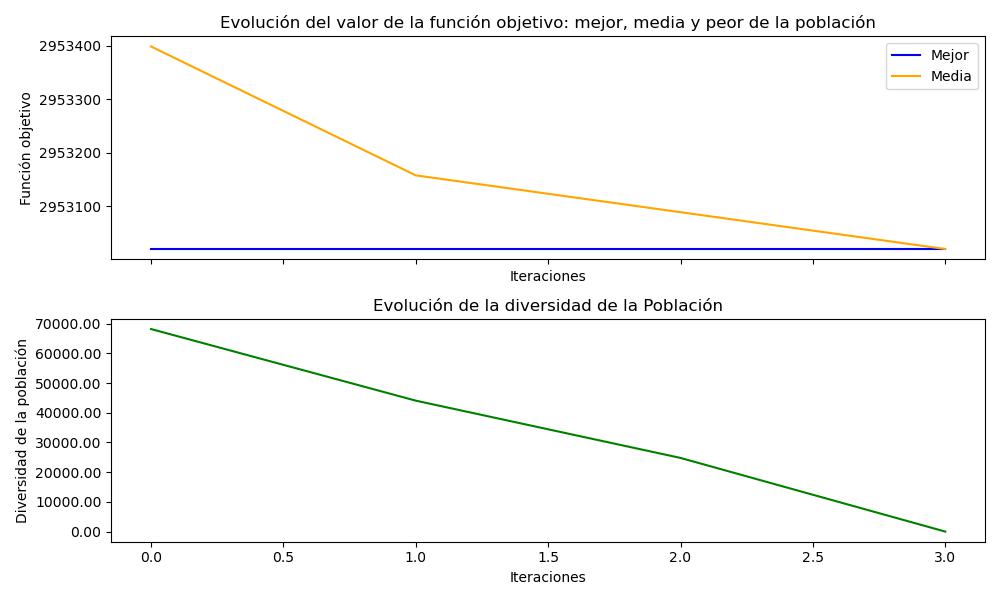 Evolución del valor de la función objetivo: mejor, media y peor de la población
2953400
2953300
2953200
2953100
Función objetivo
Mejor
Media
Iteraciones
Evolución de la diversidad de la Población
70000.00
60000.00
50000.00
40000.00
30000.00
20000.00
10000.00
0.00
Diversidad de la población
0.0 0.5 1.0 1.5 2.0 2.5 3.0
Iteraciones